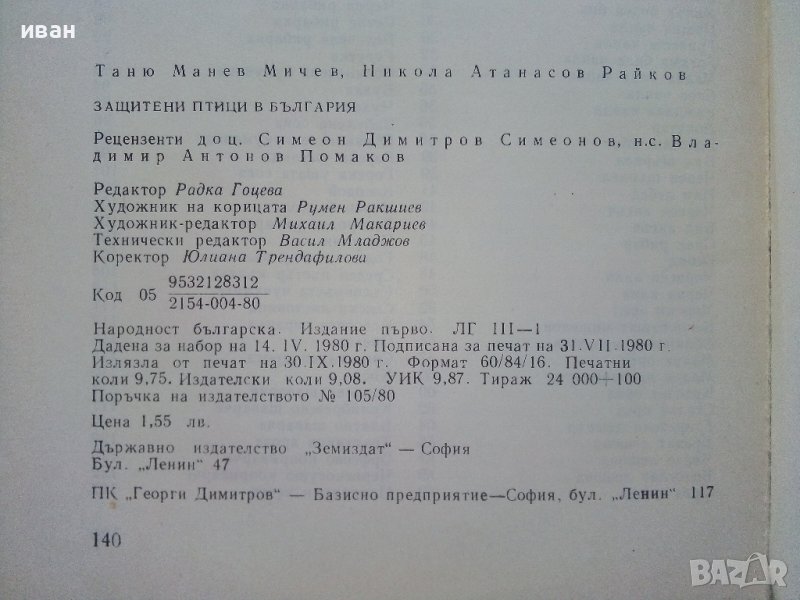 иван
Таню Манев Мичев, Никола Атанасов Райков
ЗАЩИТЕНИ ПТИЦИ В БЪЛГАРИЯ
Рецензенти доц. Симеон Димитров Симеонов, н.с. Вла-
димир Антонов Помаков
Редактор Радка Гоцева
Художник на корицата Румен Ракшиев
Художник-редактор Михаил Макариев
Технически редактор Васил Младжов
Коректор Юлиана Трендафилова
Код 05 9532128312
2154-004-80
Народност българска. Издание първо. ЛГ III—1
Дадена за набор на 14. IV. 1980 г. Подписана за печат на 31. VII. 1980 г.
Излязла от печат на 30. IX. 1980 г. Формат 60/84/16. Печатни
коли 9,75. Издателски коли 9,08. УИК 9,87. Тираж 24 000+100
Поръчка на издателството № 105/80
Цена 1,55 лв.
Държавно издателство „Земиздат“ — София
Бул. „Ленин“ 47
ПК „Георги Димитров“ — Базисно предприятие—София, бул. „Ленин“ 117
140
BAZAR